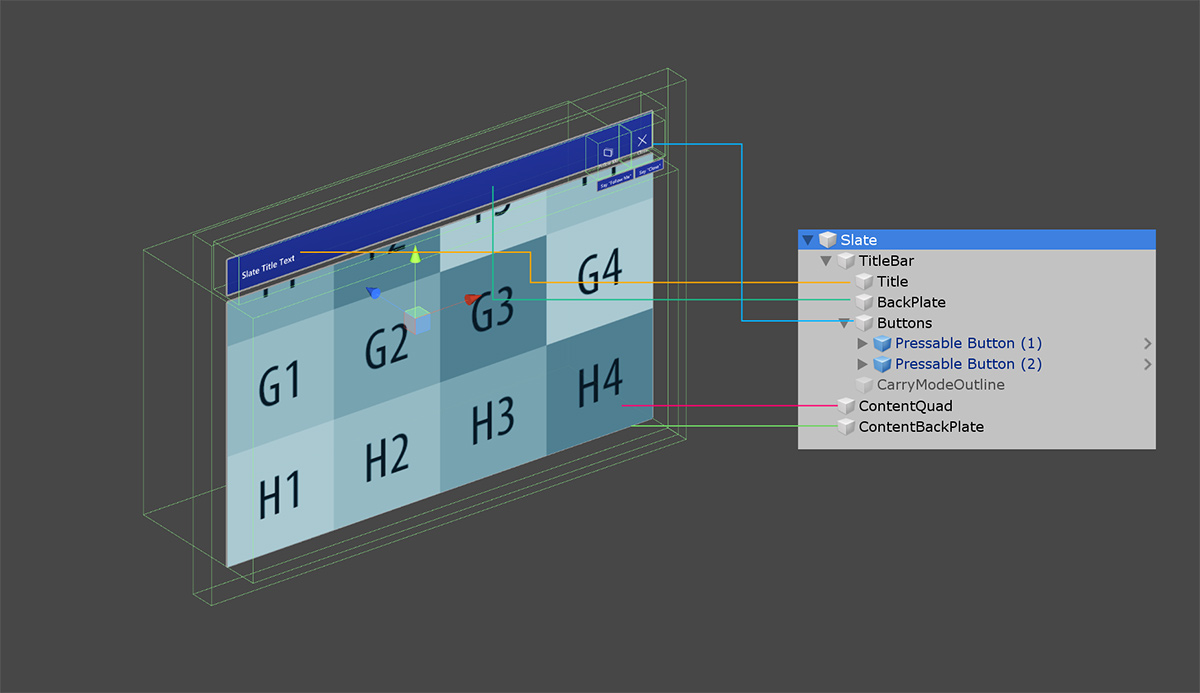 Slate Title Text
Say "Follow Me"
Say "Close"
G1
G2
G3
G4
H1
H2
H3
H4
Slate
TitleBar
Title
BackPlate
Buttons
Pressable Button (1)
Pressable Button (2)
CarryModeOutline
ContentQuad
ContentBackPlate